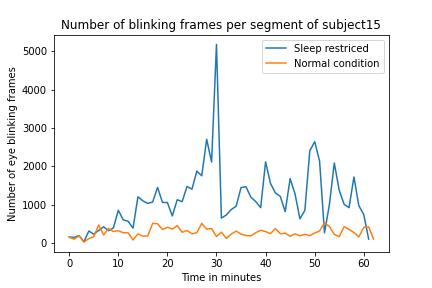 Number of blinking frames per segment of subject15
Sleep restriced
Normal condition
Number of eye blinking frames
5000
4000
3000
2000
1000
0
0 10 20 30 40 50 60
Time in minutes